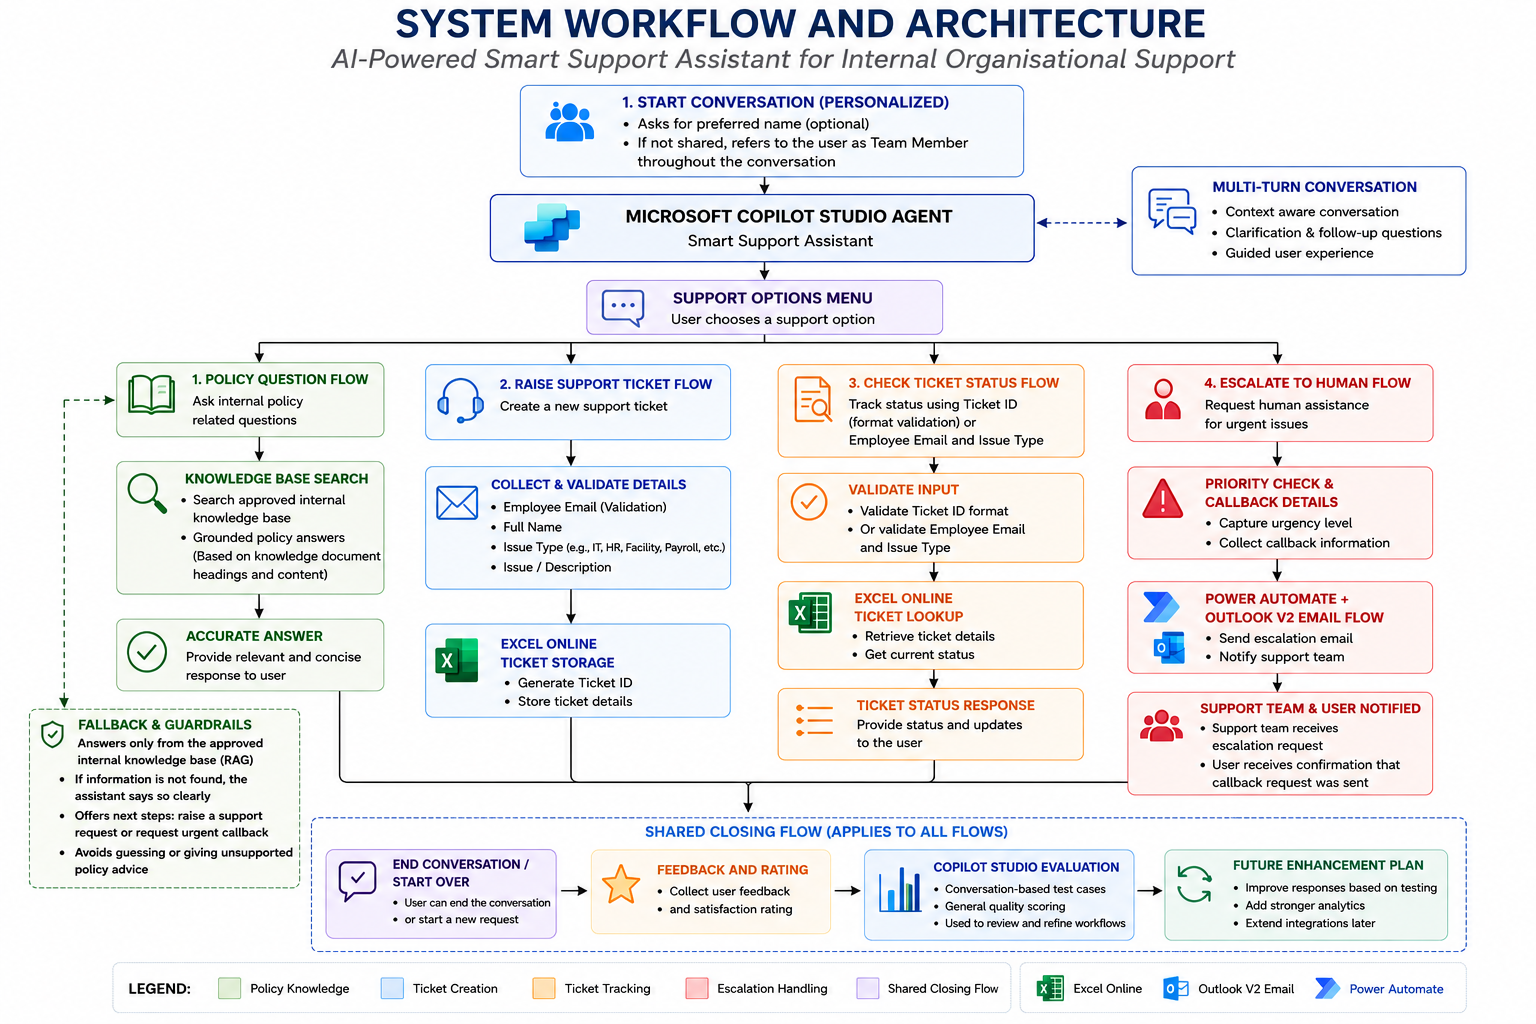 SYSTEM WORKFLOW AND ARCHITECTURE
AI-Powered Smart Support Assistant for Internal Organisational Support
1. START CONVERSATION (PERSONALIZED)
• Asks for preferred name (optional)
• If not shared, refers to the user as Team Member
throughout the conversation
MICROSOFT COPILOT STUDIO AGENT
Smart Support Assistant
MULTI-TURN CONVERSATION
• Context aware conversation
• Clarification & follow-up questions
• Guided user experience
SUPPORT OPTIONS MENU
User chooses a support option
1. POLICY QUESTION FLOW
Ask internal policy
related questions
KNOWLEDGE BASE SEARCH
• Search approved internal
knowledge base
• Grounded policy answers
(Based on knowledge document
headings and content)
ACCURATE ANSWER
Provide relevant and concise
response to user
FALLBACK & GUARDRAILS
Answers only from the approved
internal knowledge base (RAG)
• If information is not found, the
assistant says so clearly
• Offers next steps: raise a support
request or request urgent callback
• Avoids guessing or giving unsupported
policy advice
2. RAISE SUPPORT TICKET FLOW
Create a new support ticket
COLLECT & VALIDATE DETAILS
• Employee Email (Validation)
• Full Name
• Issue Type (e.g., IT, HR, Facility, Payroll, etc.)
• Issue / Description
EXCEL ONLINE
TICKET STORAGE
• Generate Ticket ID
• Store ticket details
3. CHECK TICKET STATUS FLOW
Track status using Ticket ID
(format validation) or
Employee Email and Issue Type
VALIDATE INPUT
• Validate Ticket ID format
• Or validate Employee Email
and Issue Type
EXCEL ONLINE
TICKET LOOKUP
• Retrieve ticket details
• Get current status
TICKET STATUS RESPONSE
Provide status and updates
to the user
4. ESCALATE TO HUMAN FLOW
Request human assistance
for urgent issues
PRIORITY CHECK &
CALLBACK DETAILS
• Capture urgency level
• Collect callback information
POWER AUTOMATE +
OUTLOOK V2 EMAIL FLOW
• Send escalation email
• Notify support team
SUPPORT TEAM & USER NOTIFIED
• Support team receives
escalation request
• User receives confirmation that
callback request was sent
SHARED CLOSING FLOW (APPLIES TO ALL FLOWS)
END CONVERSATION /
START OVER
• User can end the conversation
• or start a new request
FEEDBACK AND RATING
• Collect user feedback
• and satisfaction rating
COPILOT STUDIO EVALUATION
• Conversation-based test cases
• General quality scoring
• Used to review and refine workflows
FUTURE ENHANCEMENT PLAN
• Improve responses based on testing
• Add stronger analytics
• Extend integrations later
LEGEND:
Policy Knowledge
Ticket Creation
Ticket Tracking
Escalation Handling
Shared Closing Flow
Excel Online
Outlook V2 Email
Power Automate